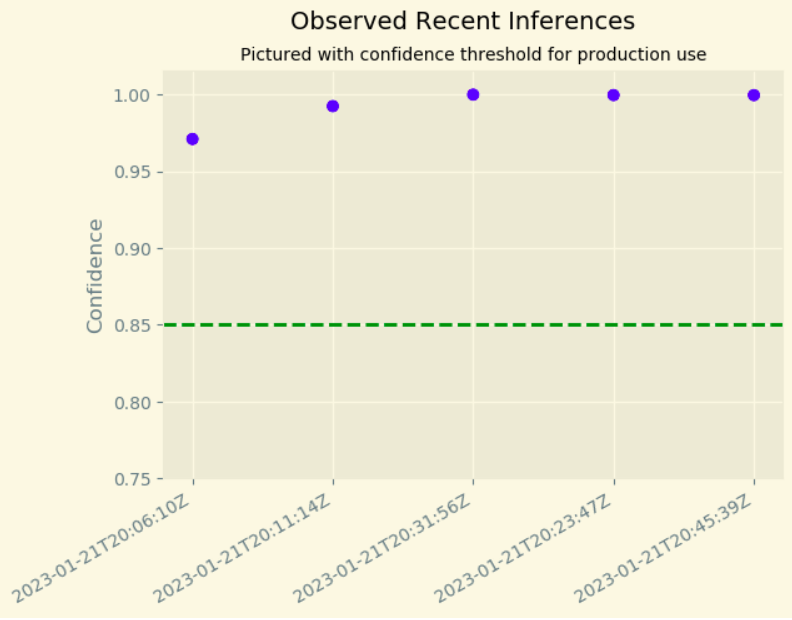 Observed Recent Inferences
Pictured with confidence threshold for production use
1.00
0.95
0.90
0.85
0.80
0.75
Confidence
2023-01-21T20:06:10Z
2023-01-21T20:11:14Z
2023-01-21T20:31:56Z
2023-01-21T20:23:47Z
2023-01-21T20:45:39Z